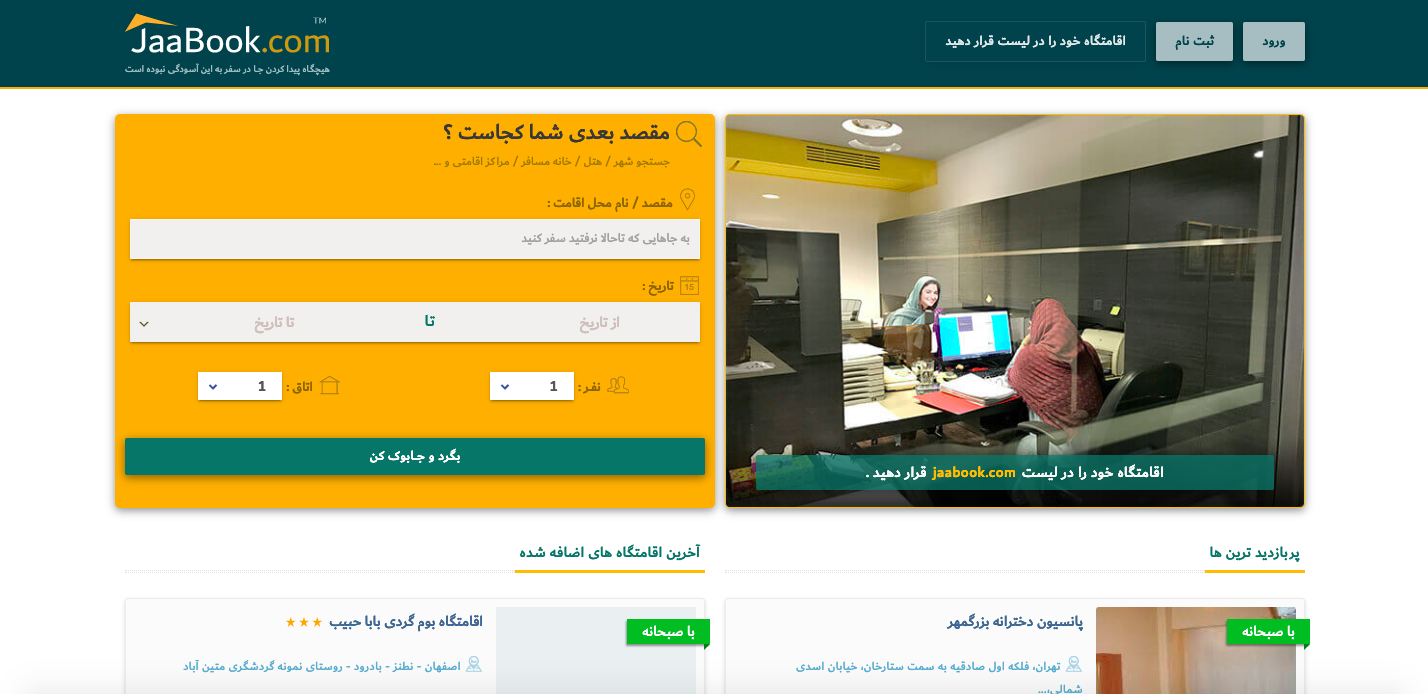 ورود
ثبت نام
اقامتگاه خود را در لیست قرار دهید
JaaBook.com™
هیچگاه پیدا کردن جا در سفر به این آسودگی نبوده است
اقامتگاه خود را در لیست jaabook.com قرار دهید .
مقصد بعدی شما کجاست ؟
جستجو شهر / هتل / خانه مسافر / مراکز اقامتی و ...
مقصد / نام محل اقامت :
به جاهایی که تاحالا نرفتید سفر کنید
15
تاریخ :
از تاریخ تا تا تاریخ
نفر : 1
اتاق : 1
بگرد و جابوک کن
پربازدید ترین ها
با صبحانه
پانسیون دخترانه بزرگمهر
تهران، فلکه اول صادقیه به سمت ستارخان، خیابان اسدی
شمالی،...
آخرین اقامتگاه های اضافه شده
با صبحانه
اقامتگاه بوم گردی بابا حبیب ★★★
اصفهان - نطنز - بادرود - روستای نمونه گردشگری متین آباد